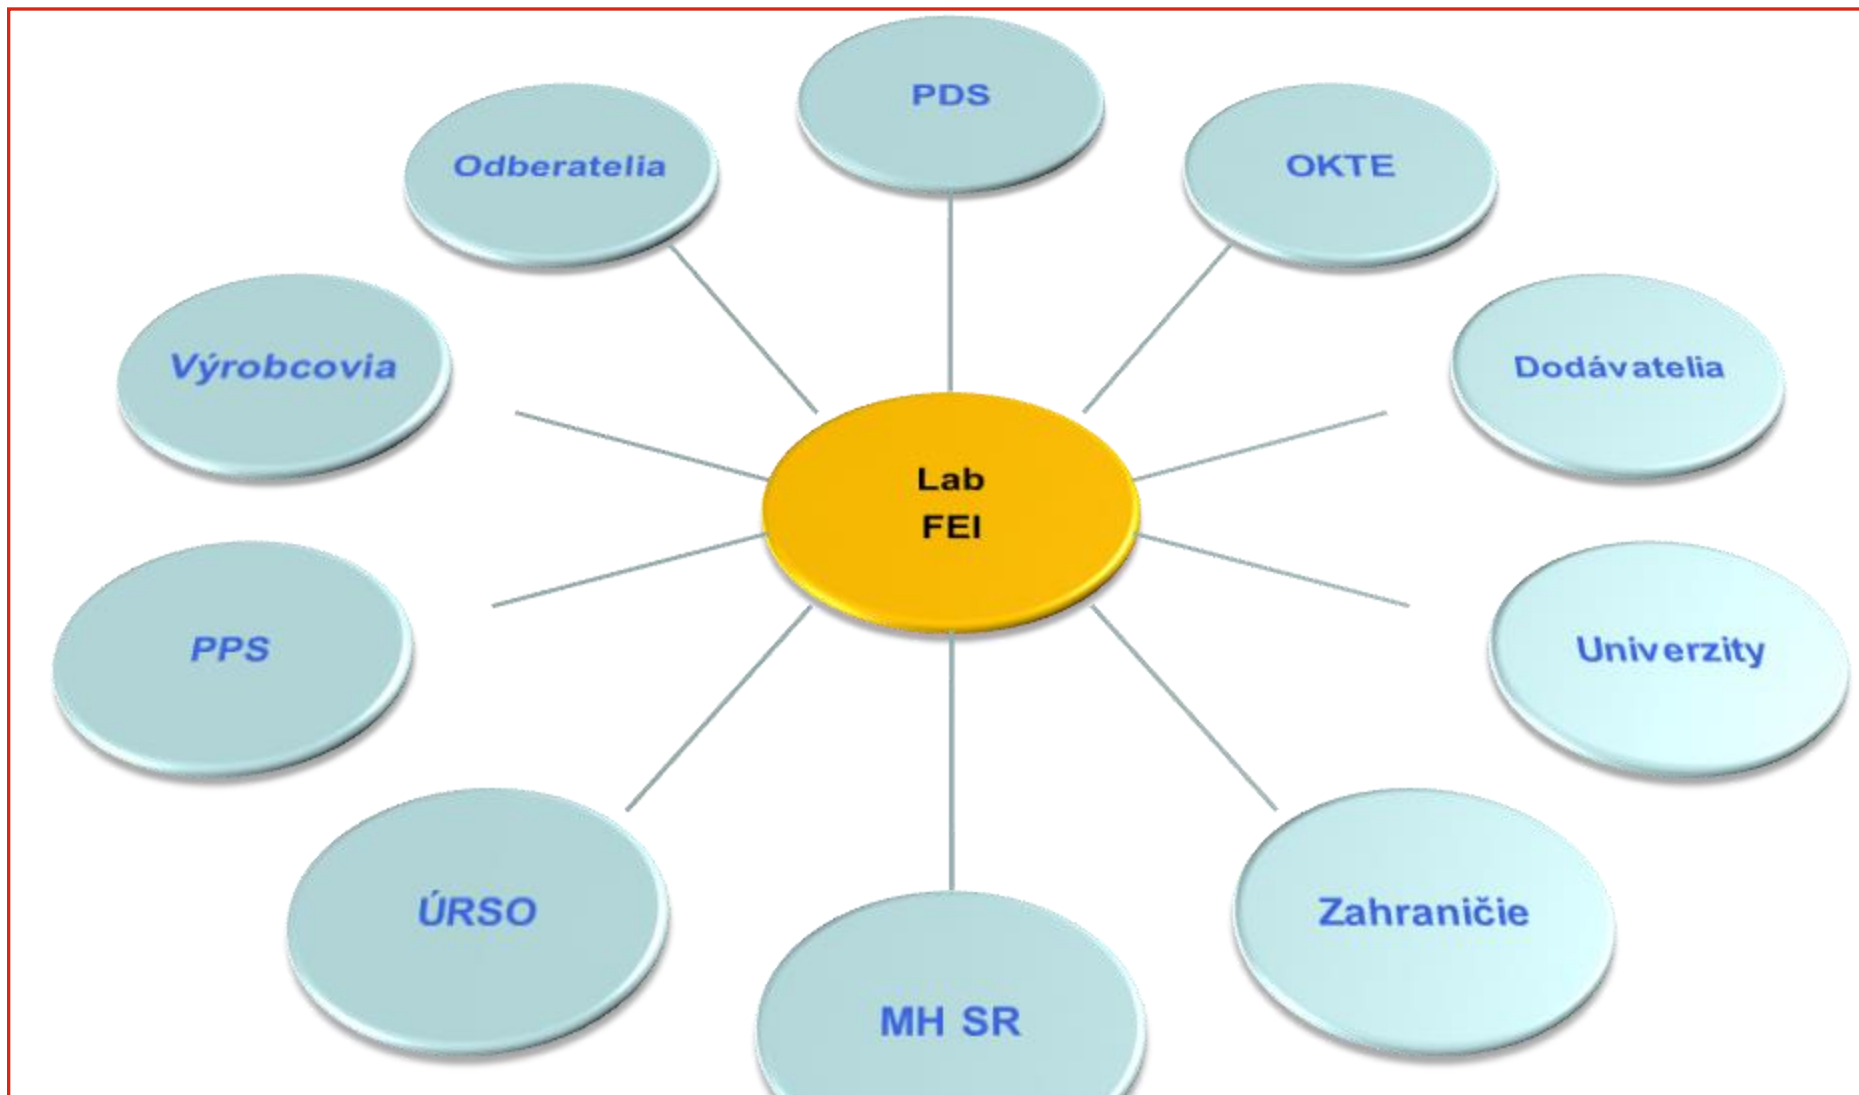 PDS
Odberatelia
OKTE
Výrobcovia
Dodávatelia
Lab
FEI
PPS
Univerzity
ÚRSO
Zahraničie
MH SR